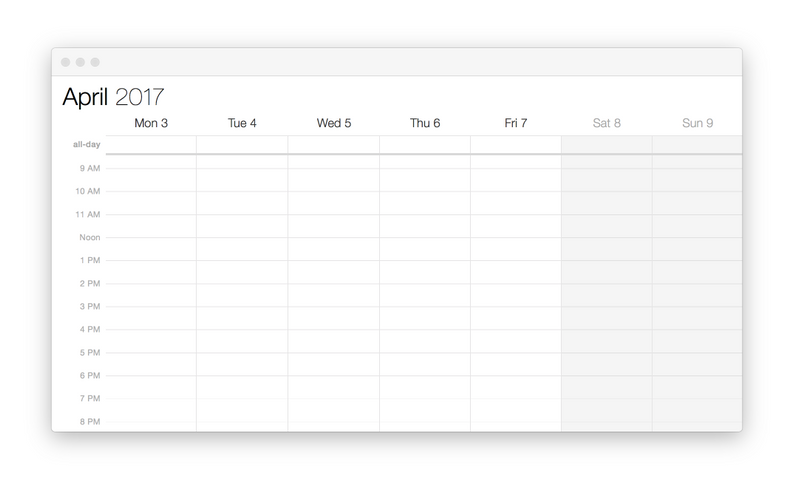 April 2017
Mon 3 Tue 4 Wed 5 Thu 6 Fri 7 Sat 8 Sun 9
all-day
9 AM
10 AM
11 AM
Noon
1 PM
2 PM
3 PM
4 PM
5 PM
6 PM
7 PM
8 PM